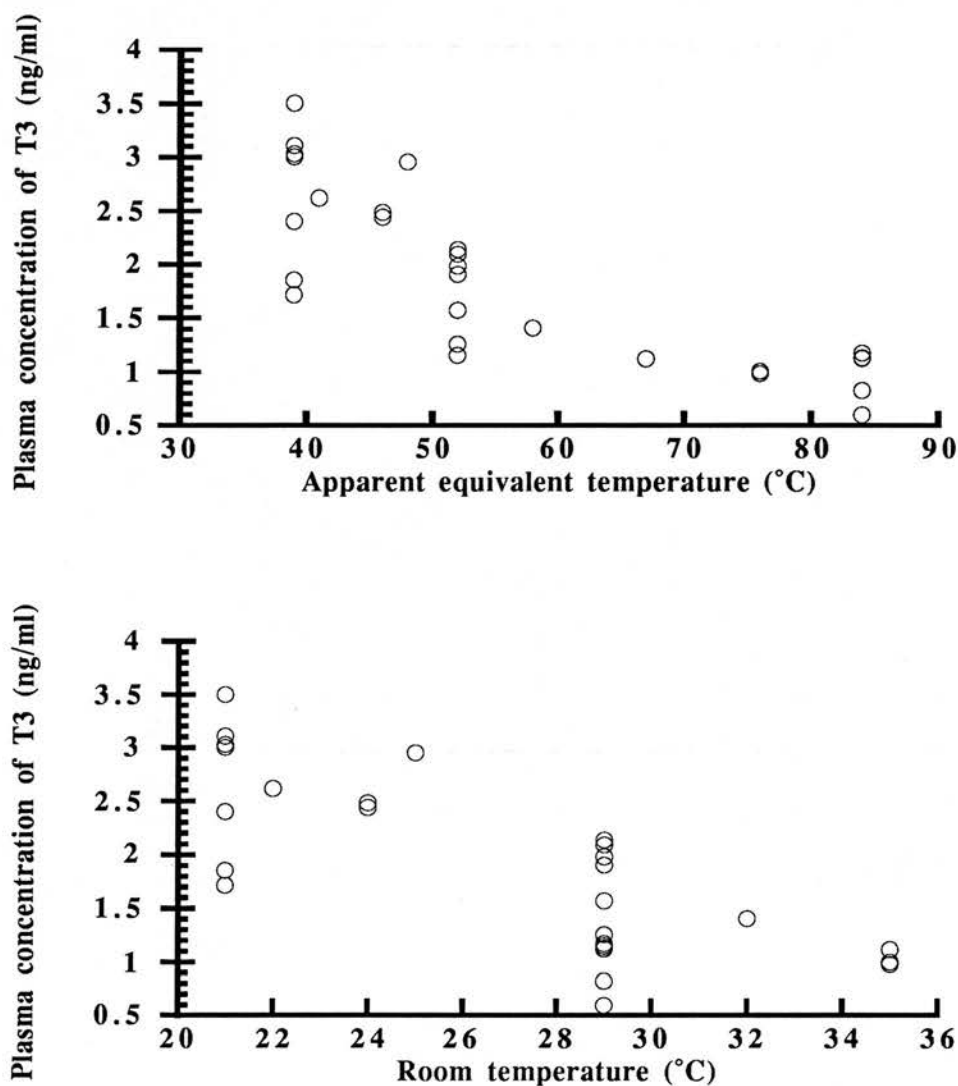 Plasma concentration of T3 (ng/ml)
4
3.5
3
2.5
2
1.5
1
0.5
30 40 50 60 70 80 90
Apparent equivalent temperature (°C)
Plasma concentration of T3 (ng/ml)
4
3.5
3
2.5
2
1.5
1
0.5
20 22 24 26 28 30 32 34 36
Room temperature (°C)